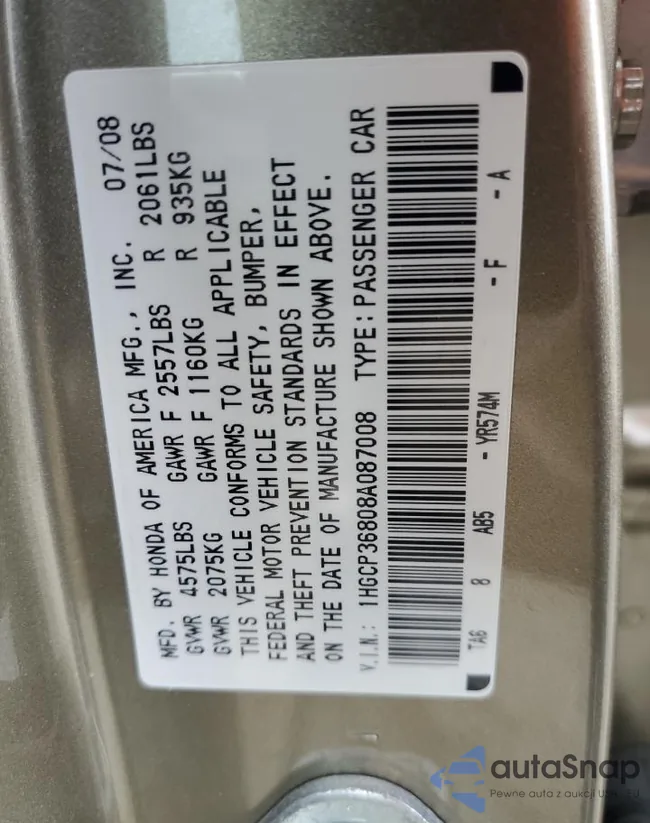 MFD. BY HONDA OF AMERICA MFG., INC. 07/08
GVWR 4575LBS GAWR F 2557LBS R 2061LBS
GVWR 2075KG GAWR F 1160KG R 935KG
THIS VEHICLE CONFORMS TO ALL APPLICABLE
FEDERAL MOTOR VEHICLE SAFETY, BUMPER,
AND THEFT PREVENTION STANDARDS IN EFFECT
ON THE DATE OF MANUFACTURE SHOWN ABOVE.
V.I.N.: 1HGCP36808A087008 TYPE: PASSENGER CAR
TA6 8 AB5 - YR574M - F - A
autaSnap
Pewne auta z aukcji USA, EU